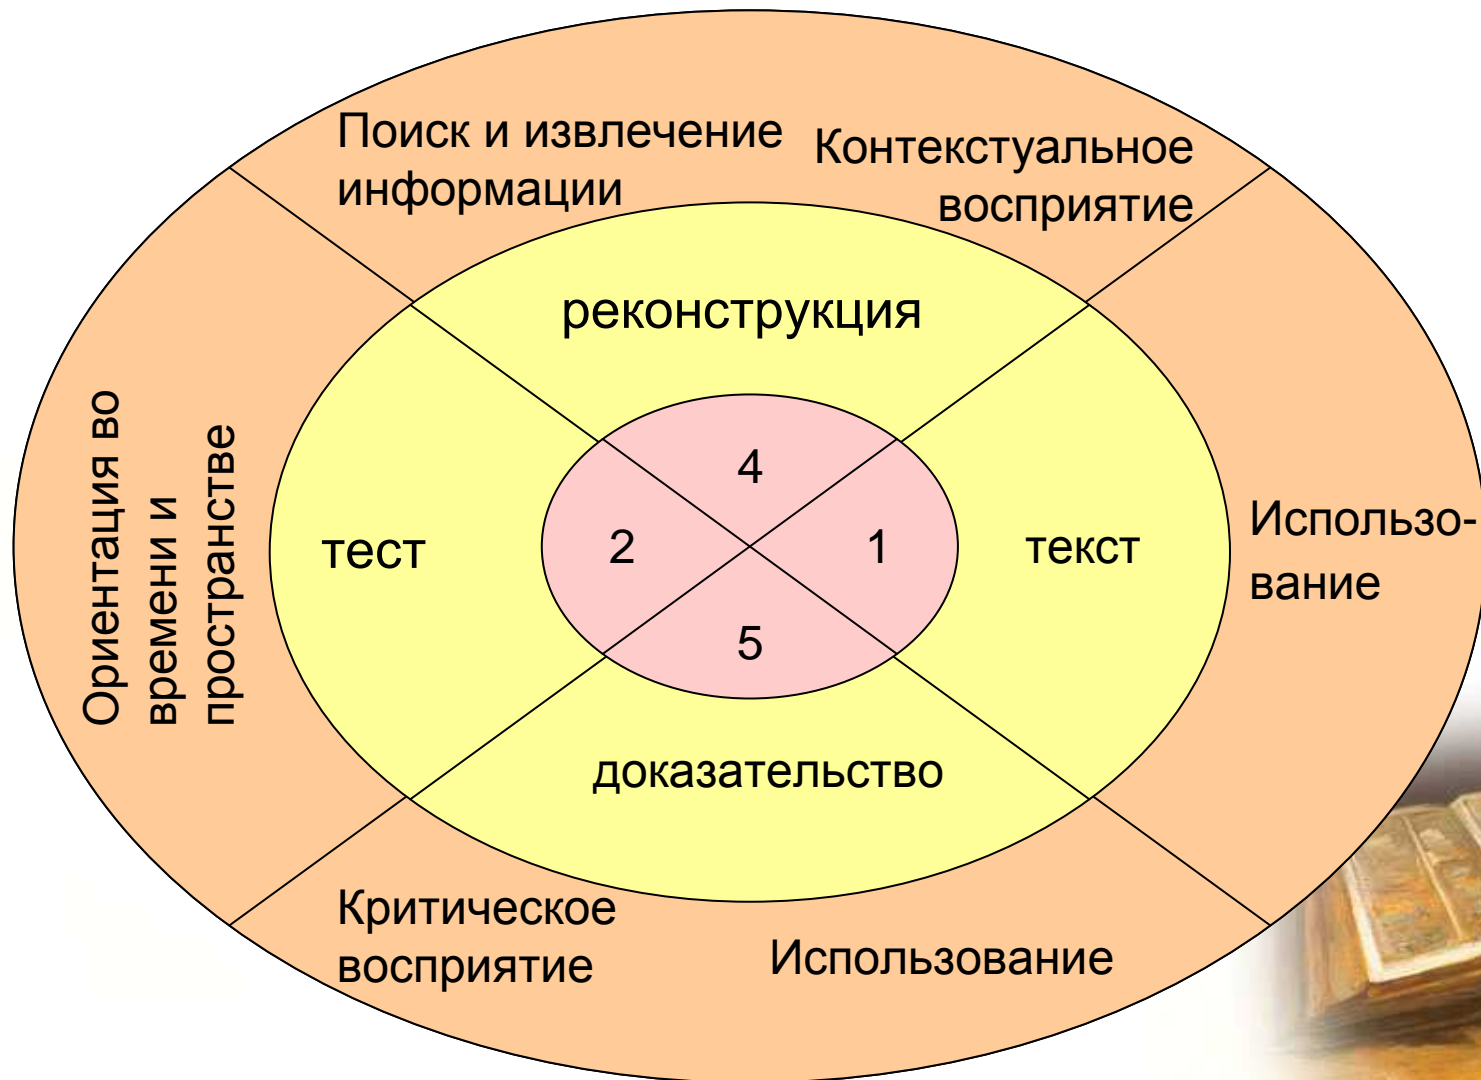 Поиск и извлечение
информации
Контекстуальное
восприятие
реконструкция
Ориентация во
времени и
пространстве
тест
4
2
1
5
текст
Использо-
вание
доказательство
Критическое
восприятие
Использование